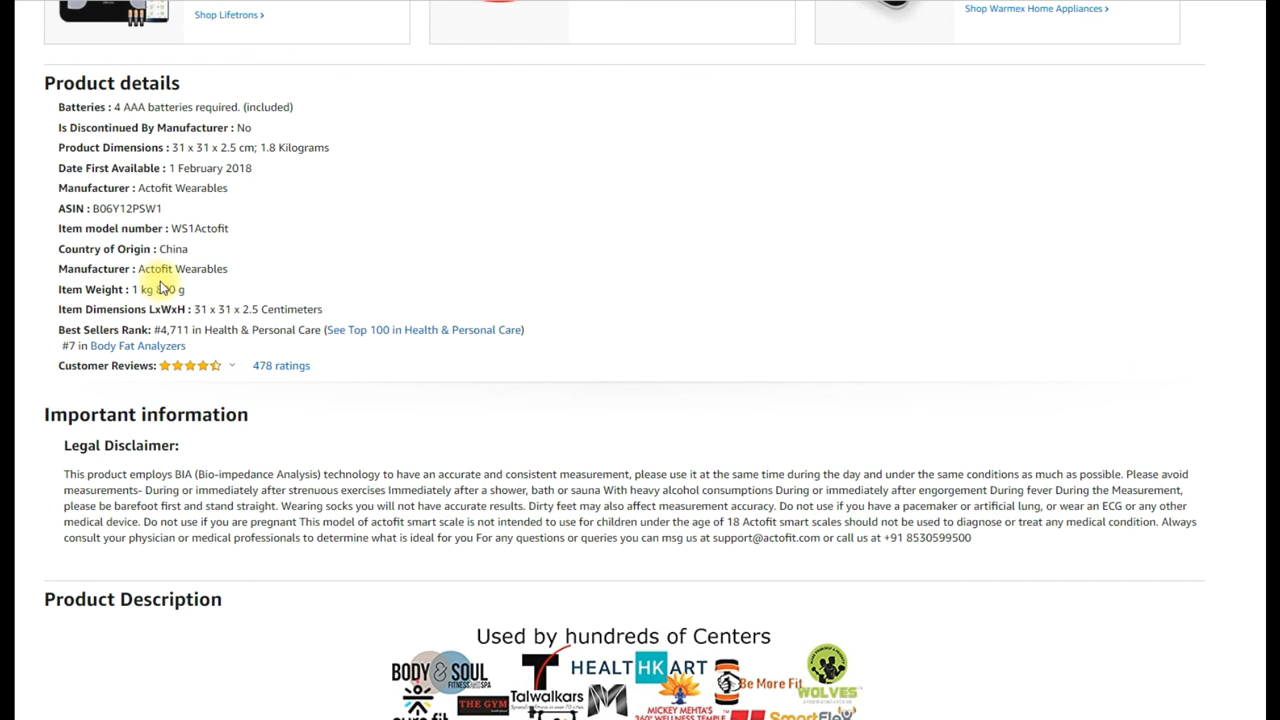 Shop Lifetrons ›
Shop Warmex Home Appliances ›
Product details
Batteries : 4 AAA batteries required. (included)
Is Discontinued By Manufacturer : No
Product Dimensions : 31 x 31 x 2.5 cm; 1.8 Kilograms
Date First Available : 1 February 2018
Manufacturer : Actofit Wearables
ASIN : B06Y12PSW1
Item model number : WS1Actofit
Country of Origin : China
Manufacturer : Actofit Wearables
Item Weight : 1 kg g
Item Dimensions LxWxH : 31 x 31 x 2.5 Centimeters
Best Sellers Rank: #4,711 in Health & Personal Care (See Top 100 in Health & Personal Care)
#7 in Body Fat Analyzers
Customer Reviews: 478 ratings
Important information
Legal Disclaimer:
This product employs BIA (Bio-impedance Analysis) technology to have an accurate and consistent measurement, please use it at the same time during the day and under the same conditions as much as possible. Please avoid
measurements- During or immediately after strenuous exercises Immediately after a shower, bath or sauna With heavy alcohol consumptions During or immediately after engorgement During fever During the Measurement,
please be barefoot first and stand straight. Wearing socks you will not have accurate results. Dirty feet may also affect measurement accuracy. Do not use if you have a pacemaker or artificial lung, or wear an ECG or any other
medical device. Do not use if you are pregnant This model of actofit smart scale is not intended to use for children under the age of 18 Actofit smart scales should not be used to diagnose or treat any medical condition. Always
consult your physician or medical professionals to determine what is ideal for you For any questions or queries you can msg us at support@actofit.com or call us at +91 8530599500
Product Description
Used by hundreds of Centers
BODY & SOUL
FITNESS AND SPA
HEALTH HK ART
Talwalkars
Be More Fit
WOLVES
THE GYM
MICKEY MEHTA'S
360° WELLNESS TEMPLE
SmartFlex